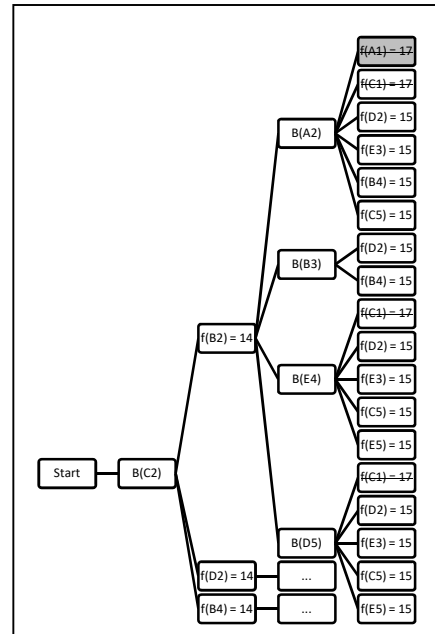 f(A1) = 17
f(C1) = 17
f(D2) = 15
B(A2)
f(E3) = 15
f(B4) = 15
f(C5) = 15
f(D2) = 15
B(B3)
f(B4) = 15
f(C1) = 17
f(B2) = 14
f(D2) = 15
B(E4)
f(E3) = 15
f(C5) = 15
f(E5) = 15
Start
B(C2)
f(C1) = 17
f(D2) = 15
B(D5)
f(E3) = 15
f(D2) = 14
...
f(C5) = 15
f(B4) = 14
...
f(E5) = 15